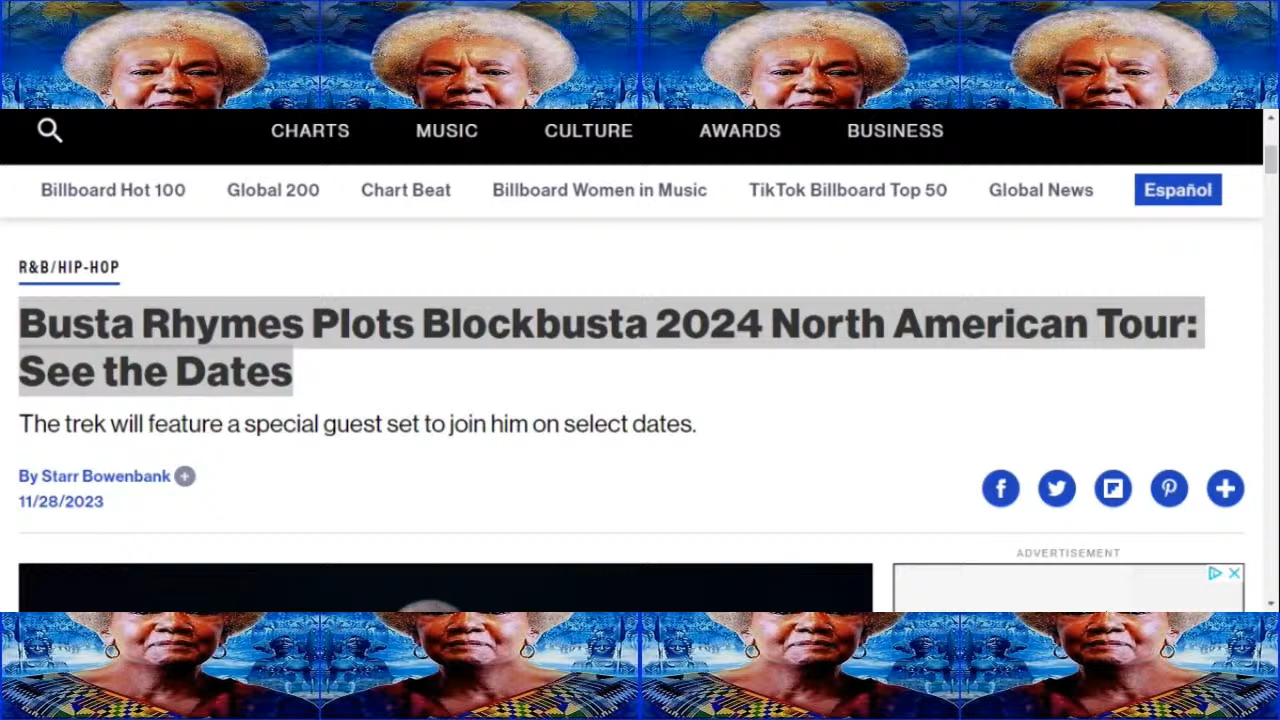 CHARTS MUSIC CULTURE AWARDS BUSINESS
Billboard Hot 100 Global 200 Chart Beat Billboard Women in Music TikTok Billboard Top 50 Global News Español
R&B/HIP-HOP
Busta Rhymes Plots Blockbusta 2024 North American Tour:
See the Dates
The trek will feature a special guest set to join him on select dates.
By Starr Bowenbank
11/28/2023
ADVERTISEMENT